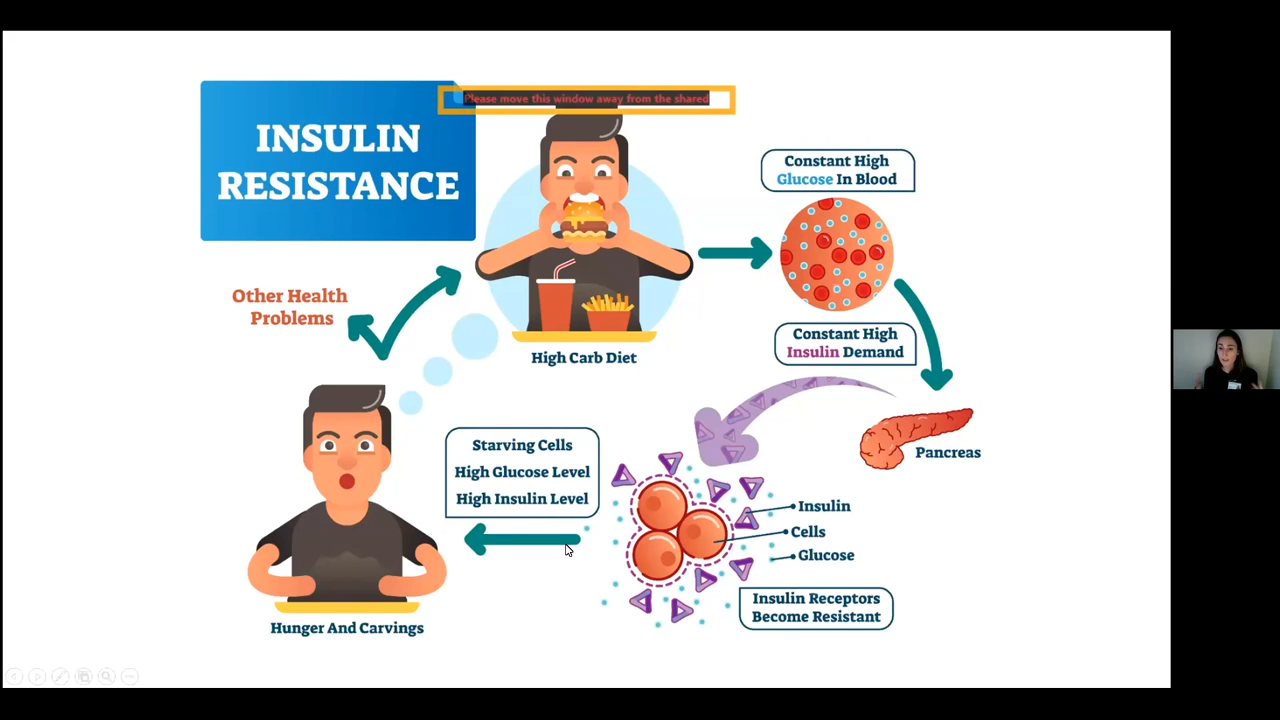 INSULIN
RESISTANCE
Please move this window away from the shared
Constant High
Glucose In Blood
Other Health
Problems
High Carb Diet
Constant High
Insulin Demand
Pancreas
Starving Cells
High Glucose Level
High Insulin Level
Insulin
Cells
Glucose
Insulin Receptors
Become Resistant
Hunger And Carvings